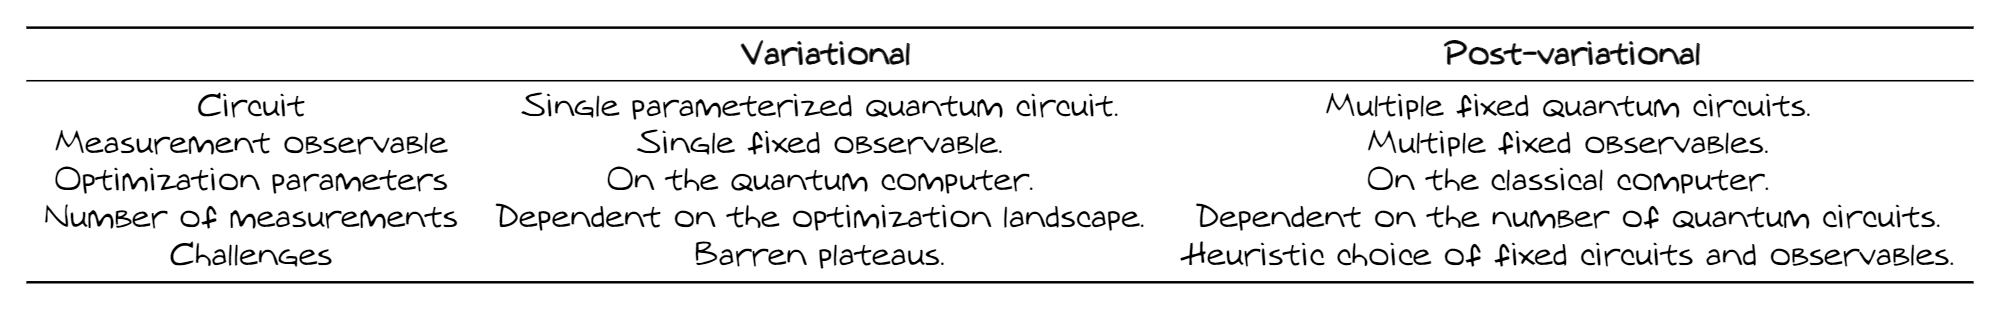 Variational Post-variational
Circuit Single parameterized quantum circuit. Multiple fixed quantum circuits.
Measurement observable Single fixed observable. Multiple fixed observables.
Optimization parameters On the quantum computer. On the classical computer.
Number of measurements Dependent on the optimization landscape. Dependent on the number of quantum circuits.
Challenges Barren plateaus. Heuristic choice of fixed circuits and observables.